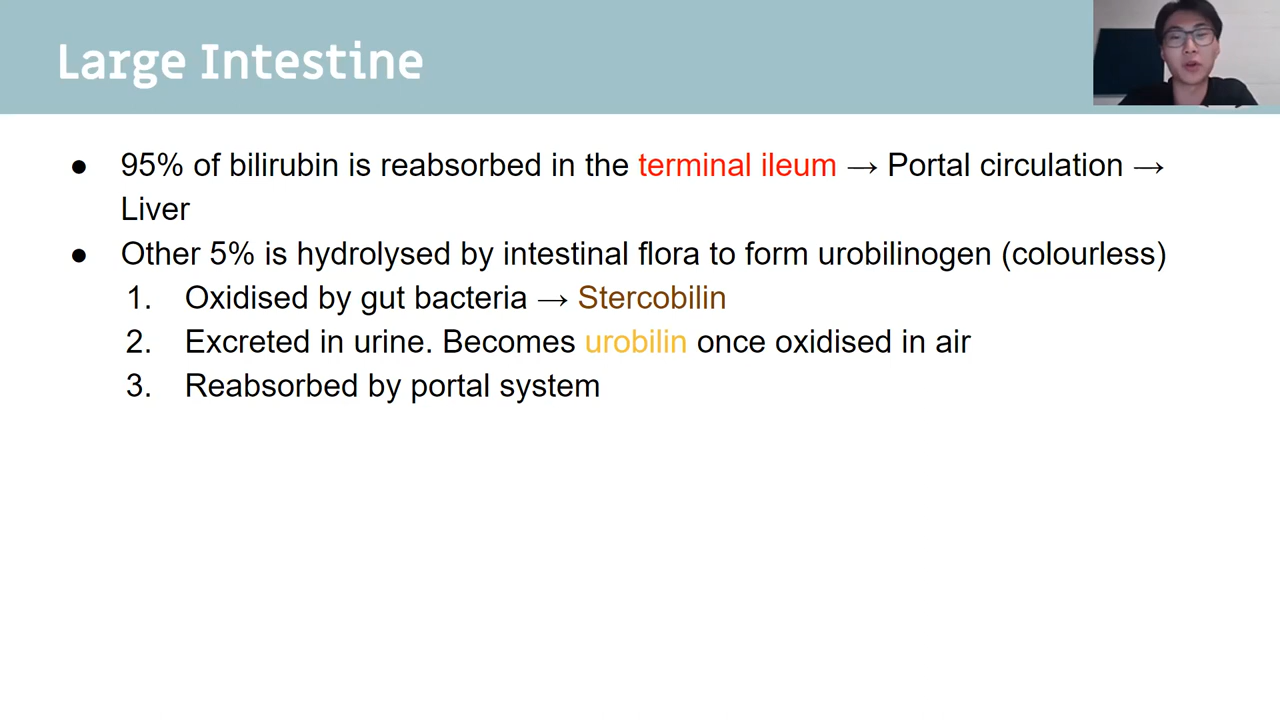 Large Intestine
● 95% of bilirubin is reabsorbed in the terminal ileum → Portal circulation →
Liver
● Other 5% is hydrolysed by intestinal flora to form urobilinogen (colourless)
1. Oxidised by gut bacteria → Stercobilin
2. Excreted in urine. Becomes urobilin once oxidised in air
3. Reabsorbed by portal system